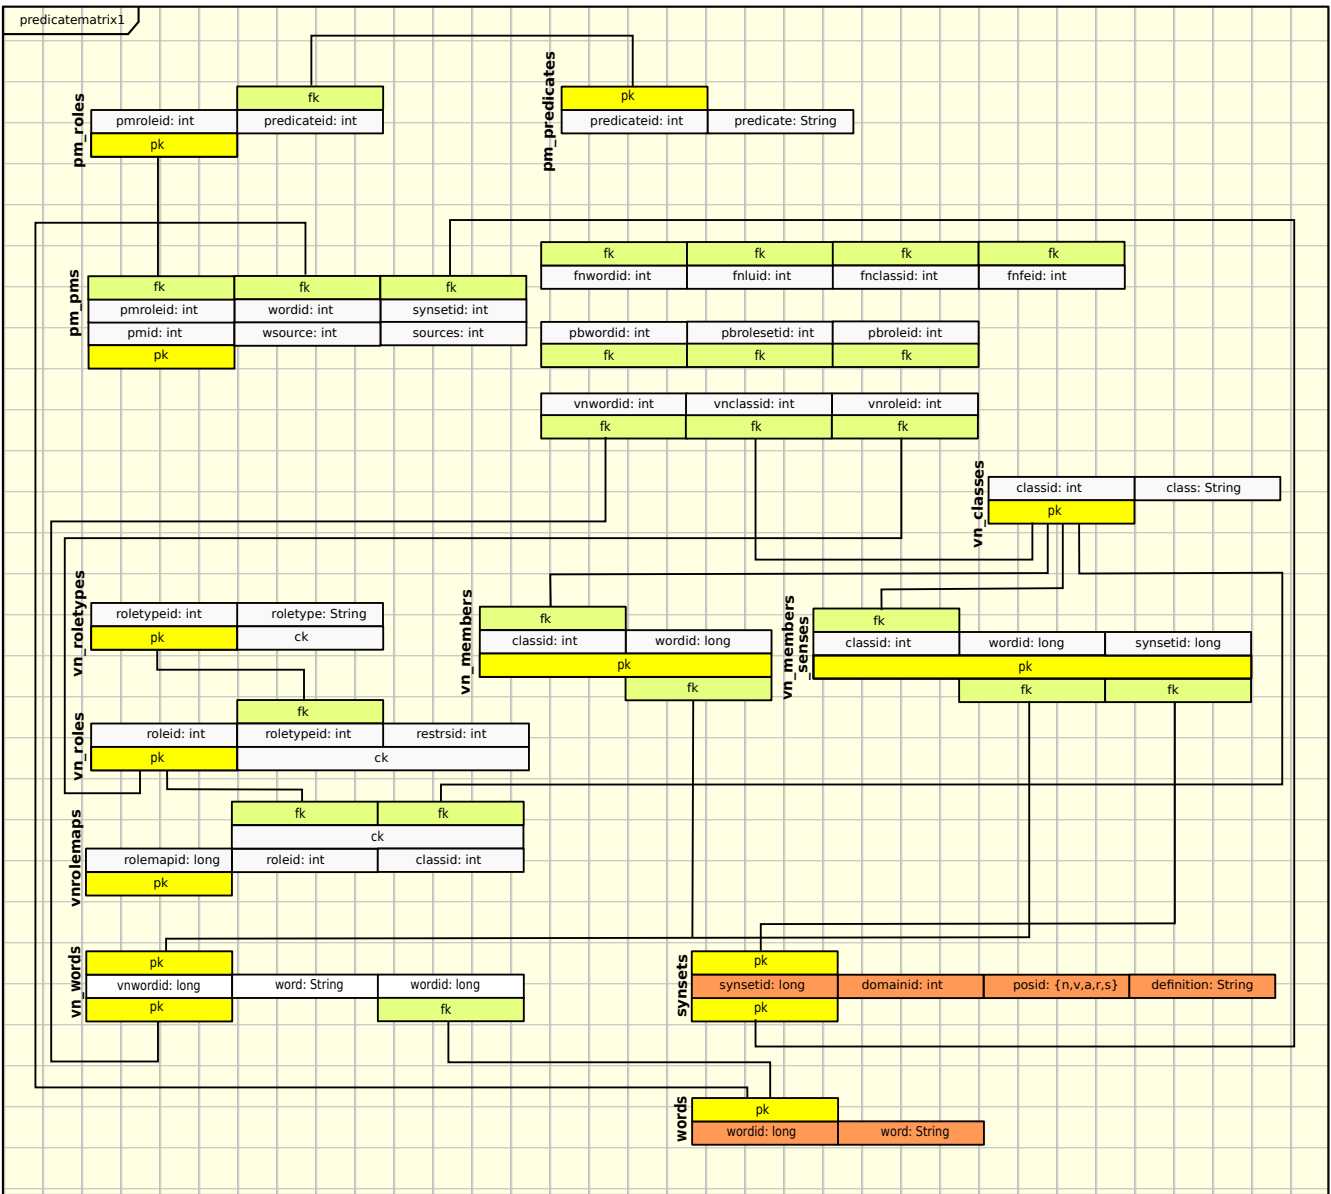 predicatematrix1
pm_roles
fk
pmroleid: int predicateid: int
pk
pm_predicates
pk
predicateid: int predicate: String
pm_pms
fk fk fk
pmroleid: int wordid: int synsetid: int
pmid: int wsource: int sources: int
pk
fk fk fk fk
fnwordid: int fnluid: int fnclassid: int fnfeid: int
pbwordid: int pbrolesetid: int pbroleid: int
fk fk fk
vnwordid: int vnclassid: int vnroleid: int
fk fk fk
vn_classes
classid: int class: String
pk
vn_roletypes
roletypeid: int roletype: String
pk ck
vn_members
fk
classid: int wordid: long
pk
fk
vn_members
_senses
fk
classid: int wordid: long synsetid: long
pk
fk fk
vn_roles
fk
roleid: int roletypeid: int restrsid: int
pk ck
vnrolemaps
fk fk
ck
rolemapid: long roleid: int classid: int
pk
vn_words
pk
vnwordid: long word: String wordid: long
pk fk
synsets
pk
synsetid: long domainid: int posid: {n,v,a,r,s} definition: String
pk
words
pk
wordid: long word: String